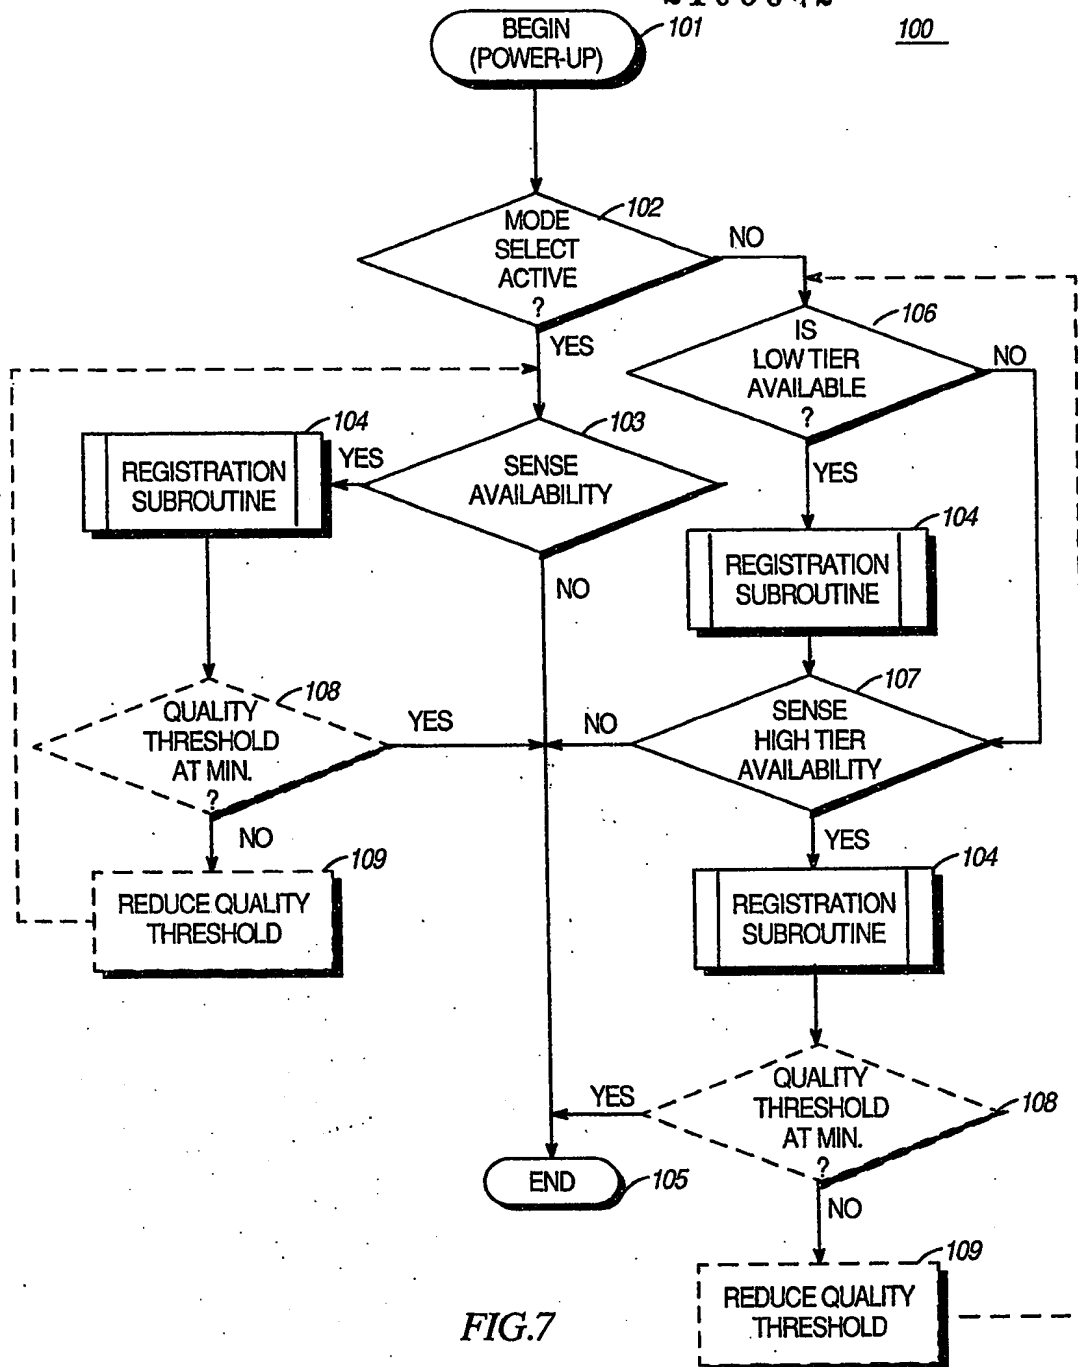 BEGIN
(POWER-UP)
101
100
MODE
SELECT
ACTIVE
?
102
NO
YES
IS
LOW TIER
AVAILABLE
?
106
NO
YES
104
REGISTRATION
SUBROUTINE
YES
103
SENSE
AVAILABILITY
NO
104
REGISTRATION
SUBROUTINE
108
QUALITY
THRESHOLD
AT MIN.
?
YES
NO
107
SENSE
HIGH TIER
AVAILABILITY
NO
YES
109
REDUCE QUALITY
THRESHOLD
104
REGISTRATION
SUBROUTINE
QUALITY
THRESHOLD
AT MIN.
?
108
YES
NO
END
105
109
REDUCE QUALITY
THRESHOLD
FIG.7